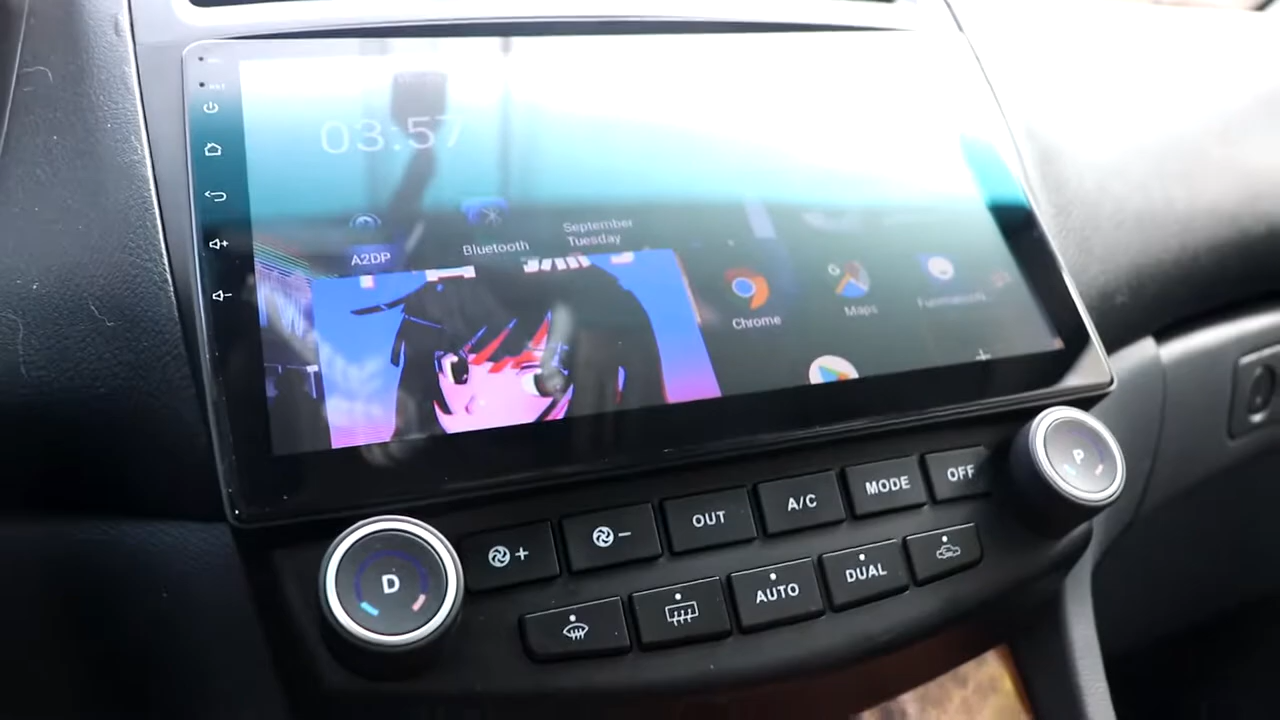 03:57
A2DP
Bluetooth
September
Tuesday
Chrome
Maps
D
P
+
−
OUT
A/C
MODE
OFF
AUTO
DUAL